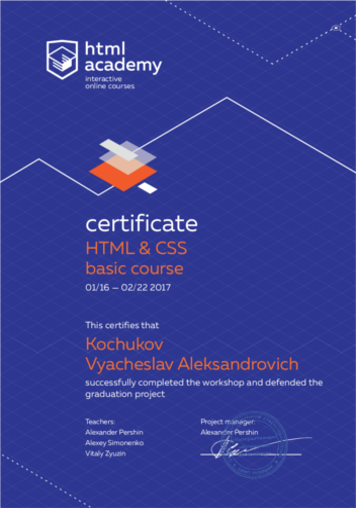 html
academy
interactive
online courses
certificate
HTML & CSS
basic course
01/16 — 02/22 2017
This certifies that
Kochukov
Vyacheslav Aleksandrovich
successfully completed the workshop and defended the
graduation project
Teachers:
Alexander Pershin
Alexey Simonenko
Vitaly Zyuzin
Project manager:
Alexander Pershin